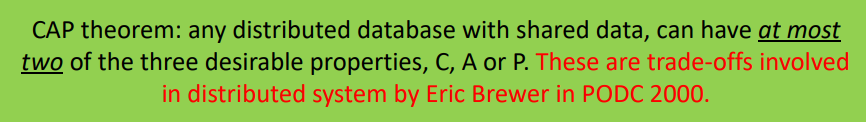 CAP theorem: any distributed database with shared data, can have at most
two of the three desirable properties, C, A or P. These are trade-offs involved
in distributed system by Eric Brewer in PODC 2000.